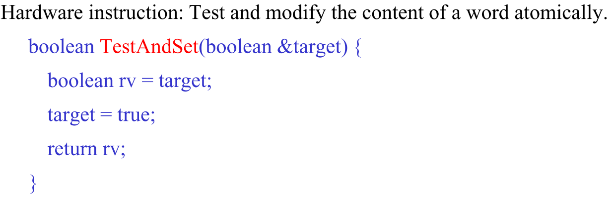 Hardware instruction: Test and modify the content of a word atomically.
boolean TestAndSet(boolean &target) {
boolean rv = target;
target = true;
return rv;
}